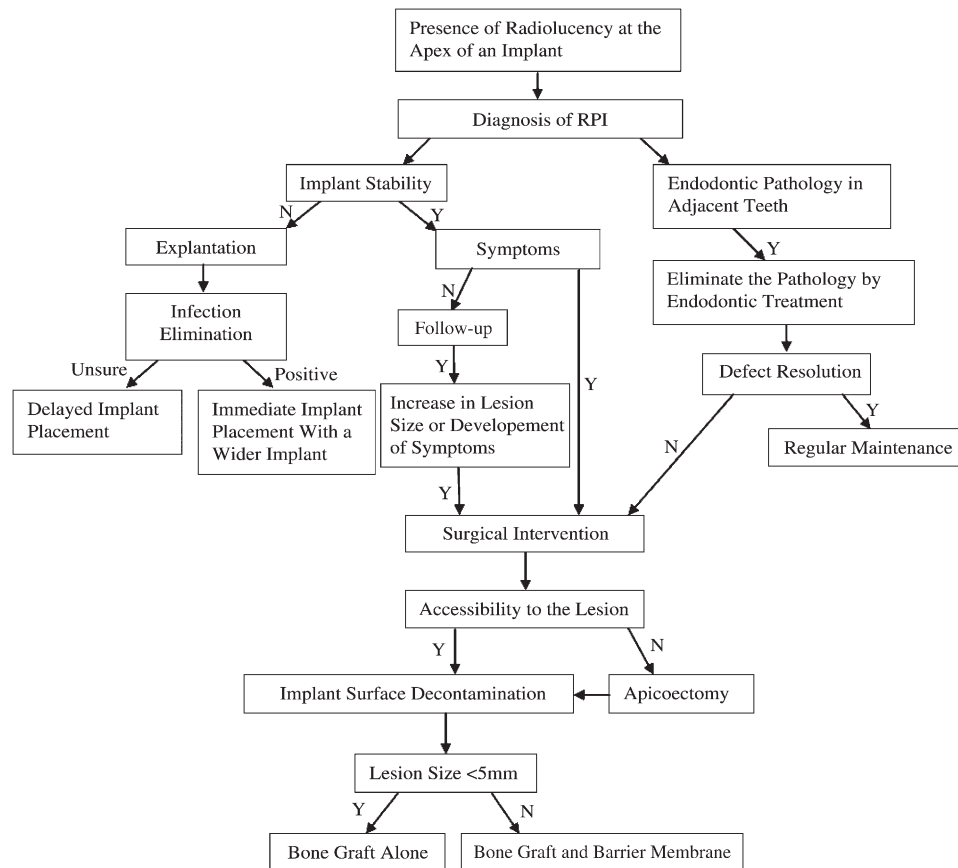 Presence of Radiolucency at the
Apex of an Implant
Diagnosis of RPI
Implant Stability
Endodontic Pathology in
Adjacent Teeth
N
Y
Explantation
Symptoms
Y
Infection
Elimination
N
Eliminate the Pathology by
Endodontic Treatment
Follow-up
Unsure
Positive
Y
Y
Defect Resolution
Delayed Implant
Placement
Immediate Implant
Placement With a
Wider Implant
Increase in Lesion
Size or Developement
of Symptoms
N
Y
Regular Maintenance
Y
Surgical Intervention
Accessibility to the Lesion
Y
N
Implant Surface Decontamination
Apicoectomy
Lesion Size <5mm
Y
N
Bone Graft Alone
Bone Graft and Barrier Membrane